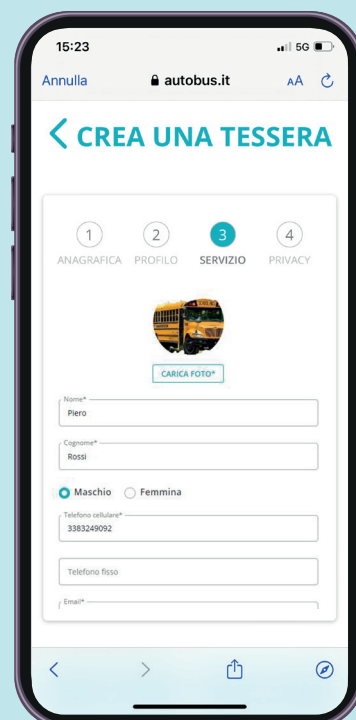 15:23 5G
Annulla autobus.it AA
CREA UNA TESSERA
1 2 3 4
ANAGRAFICA PROFILO SERVIZIO PRIVACY
CARICA FOTO*
Nome*
Piero
Cognome*
Rossi
Maschio Femmina
Telefono cellulare*
3383249092
Telefono fisso
Email*